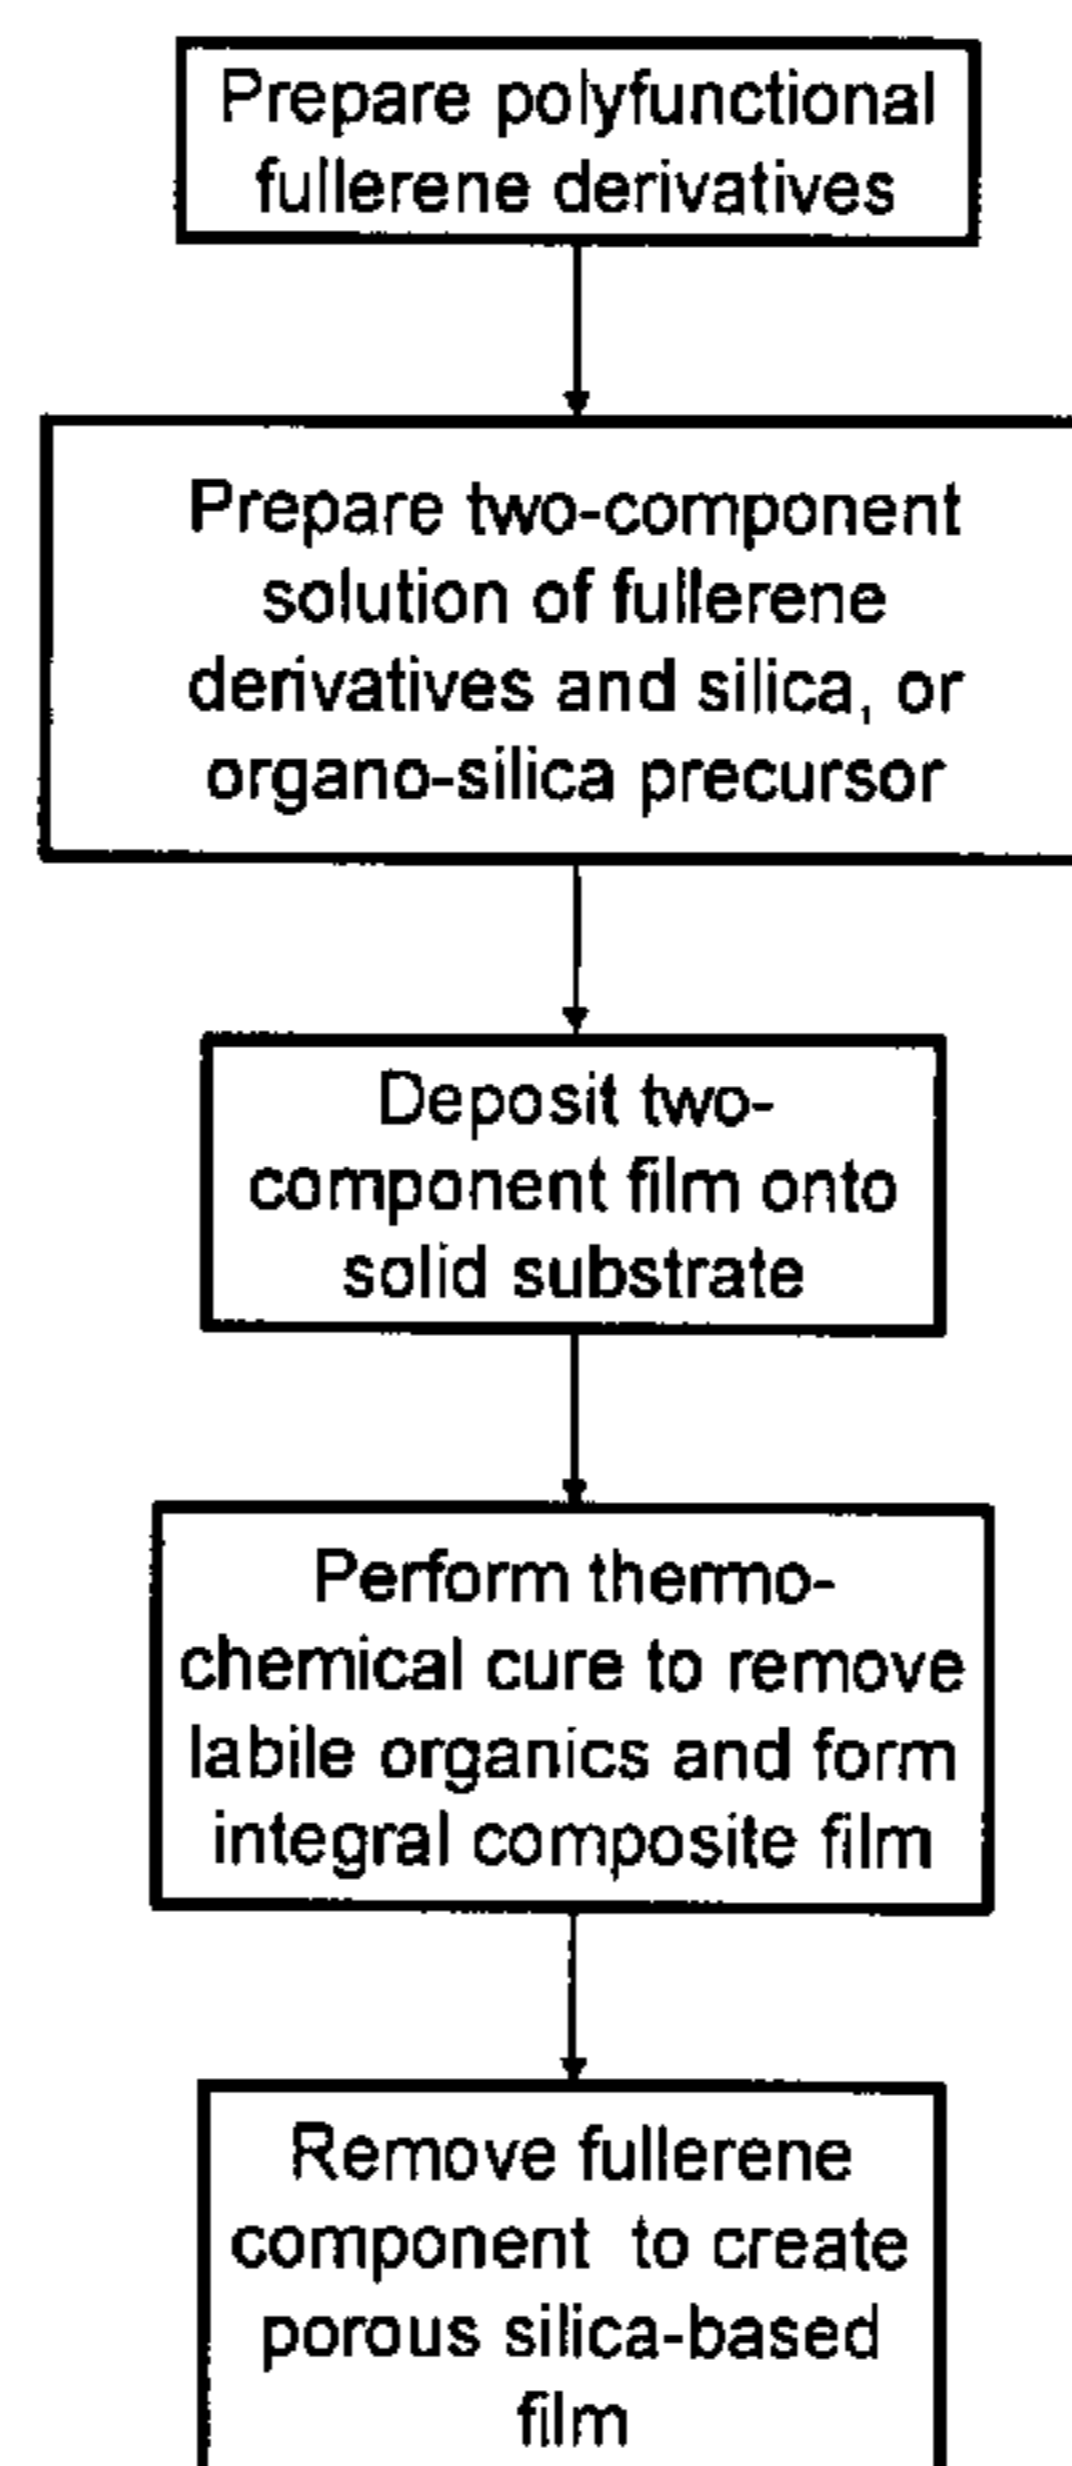 Prepare polyfunctional
fullerene derivatives
Prepare two-component
solution of fullerene
derivatives and silica, or
organo-silica precursor
Deposit two-
component film onto
solid substrate
Perform thermo-
chemical cure to remove
labile organics and form
integral composite film
Remove fullerene
component to create
porous silica-based
film